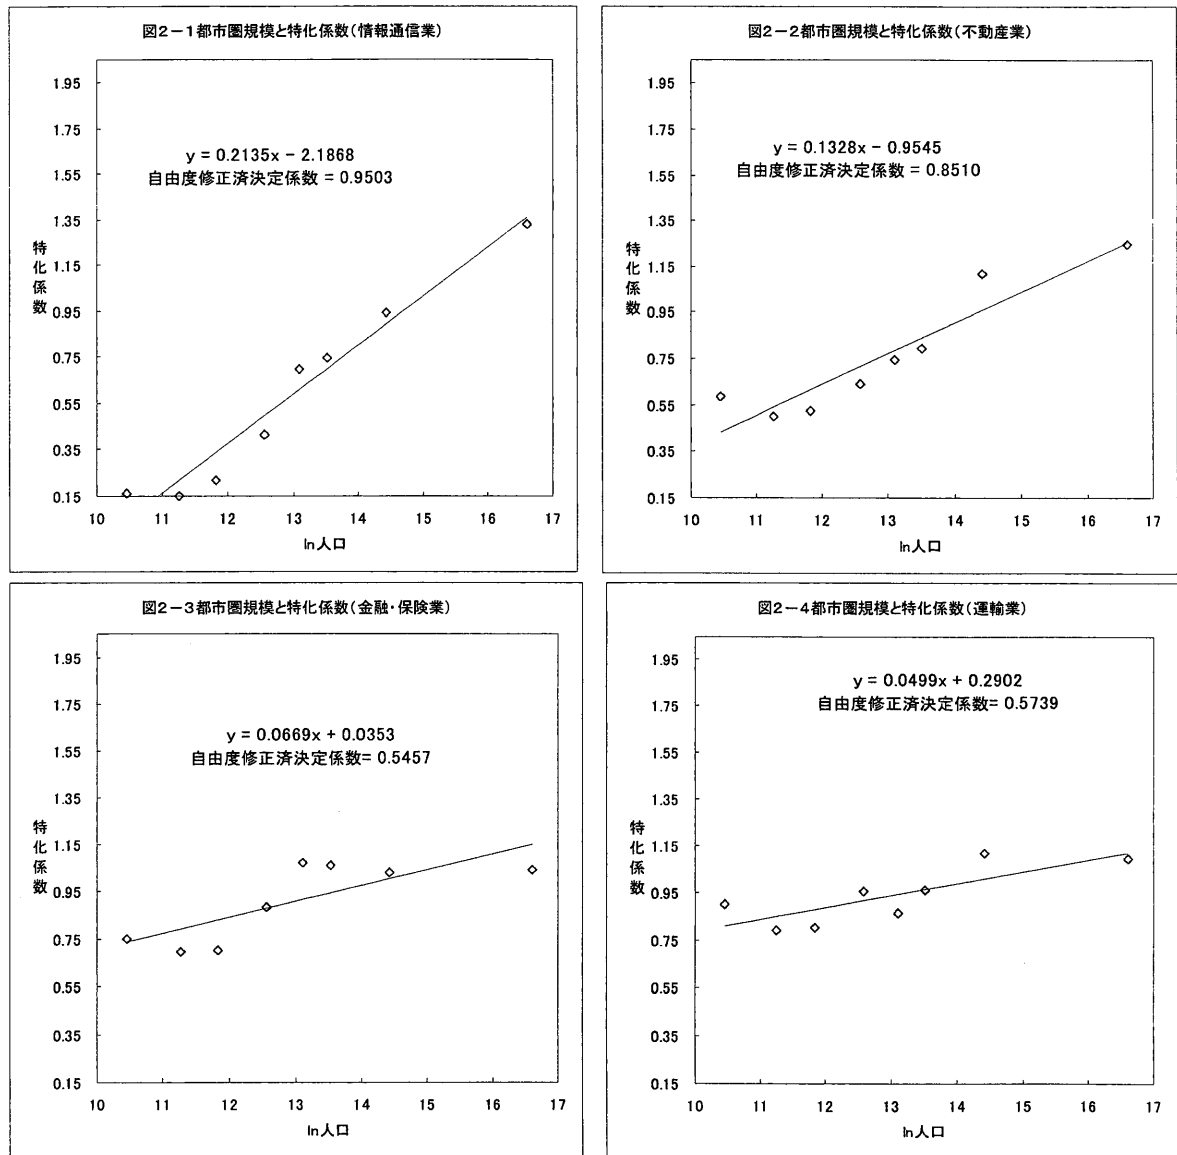 図2-1都市圏規模と特化係数(情報通信業)
1.95
1.75
1.55
1.35
1.15
0.95
0.75
0.55
0.35
0.15
特化係数
y = 0.2135x - 2.1868
自由度修正済決定係数 = 0.9503
10 11 12 13 14 15 16 17
ln人口
図2-2都市圏規模と特化係数(不動産業)
1.95
1.75
1.55
1.35
1.15
0.95
0.75
0.55
0.35
0.15
特化係数
y = 0.1328x - 0.9545
自由度修正済決定係数 = 0.8510
10 11 12 13 14 15 16 17
ln人口
図2-3都市圏規模と特化係数(金融・保険業)
1.95
1.75
1.55
1.35
1.15
0.95
0.75
0.55
0.35
0.15
特化係数
y = 0.0669x + 0.0353
自由度修正済決定係数= 0.5457
10 11 12 13 14 15 16 17
ln人口
図2-4都市圏規模と特化係数(運輸業)
1.95
1.75
1.55
1.35
1.15
0.95
0.75
0.55
0.35
0.15
特化係数
y = 0.0499x + 0.2902
自由度修正済決定係数= 0.5739
10 11 12 13 14 15 16 17
ln人口